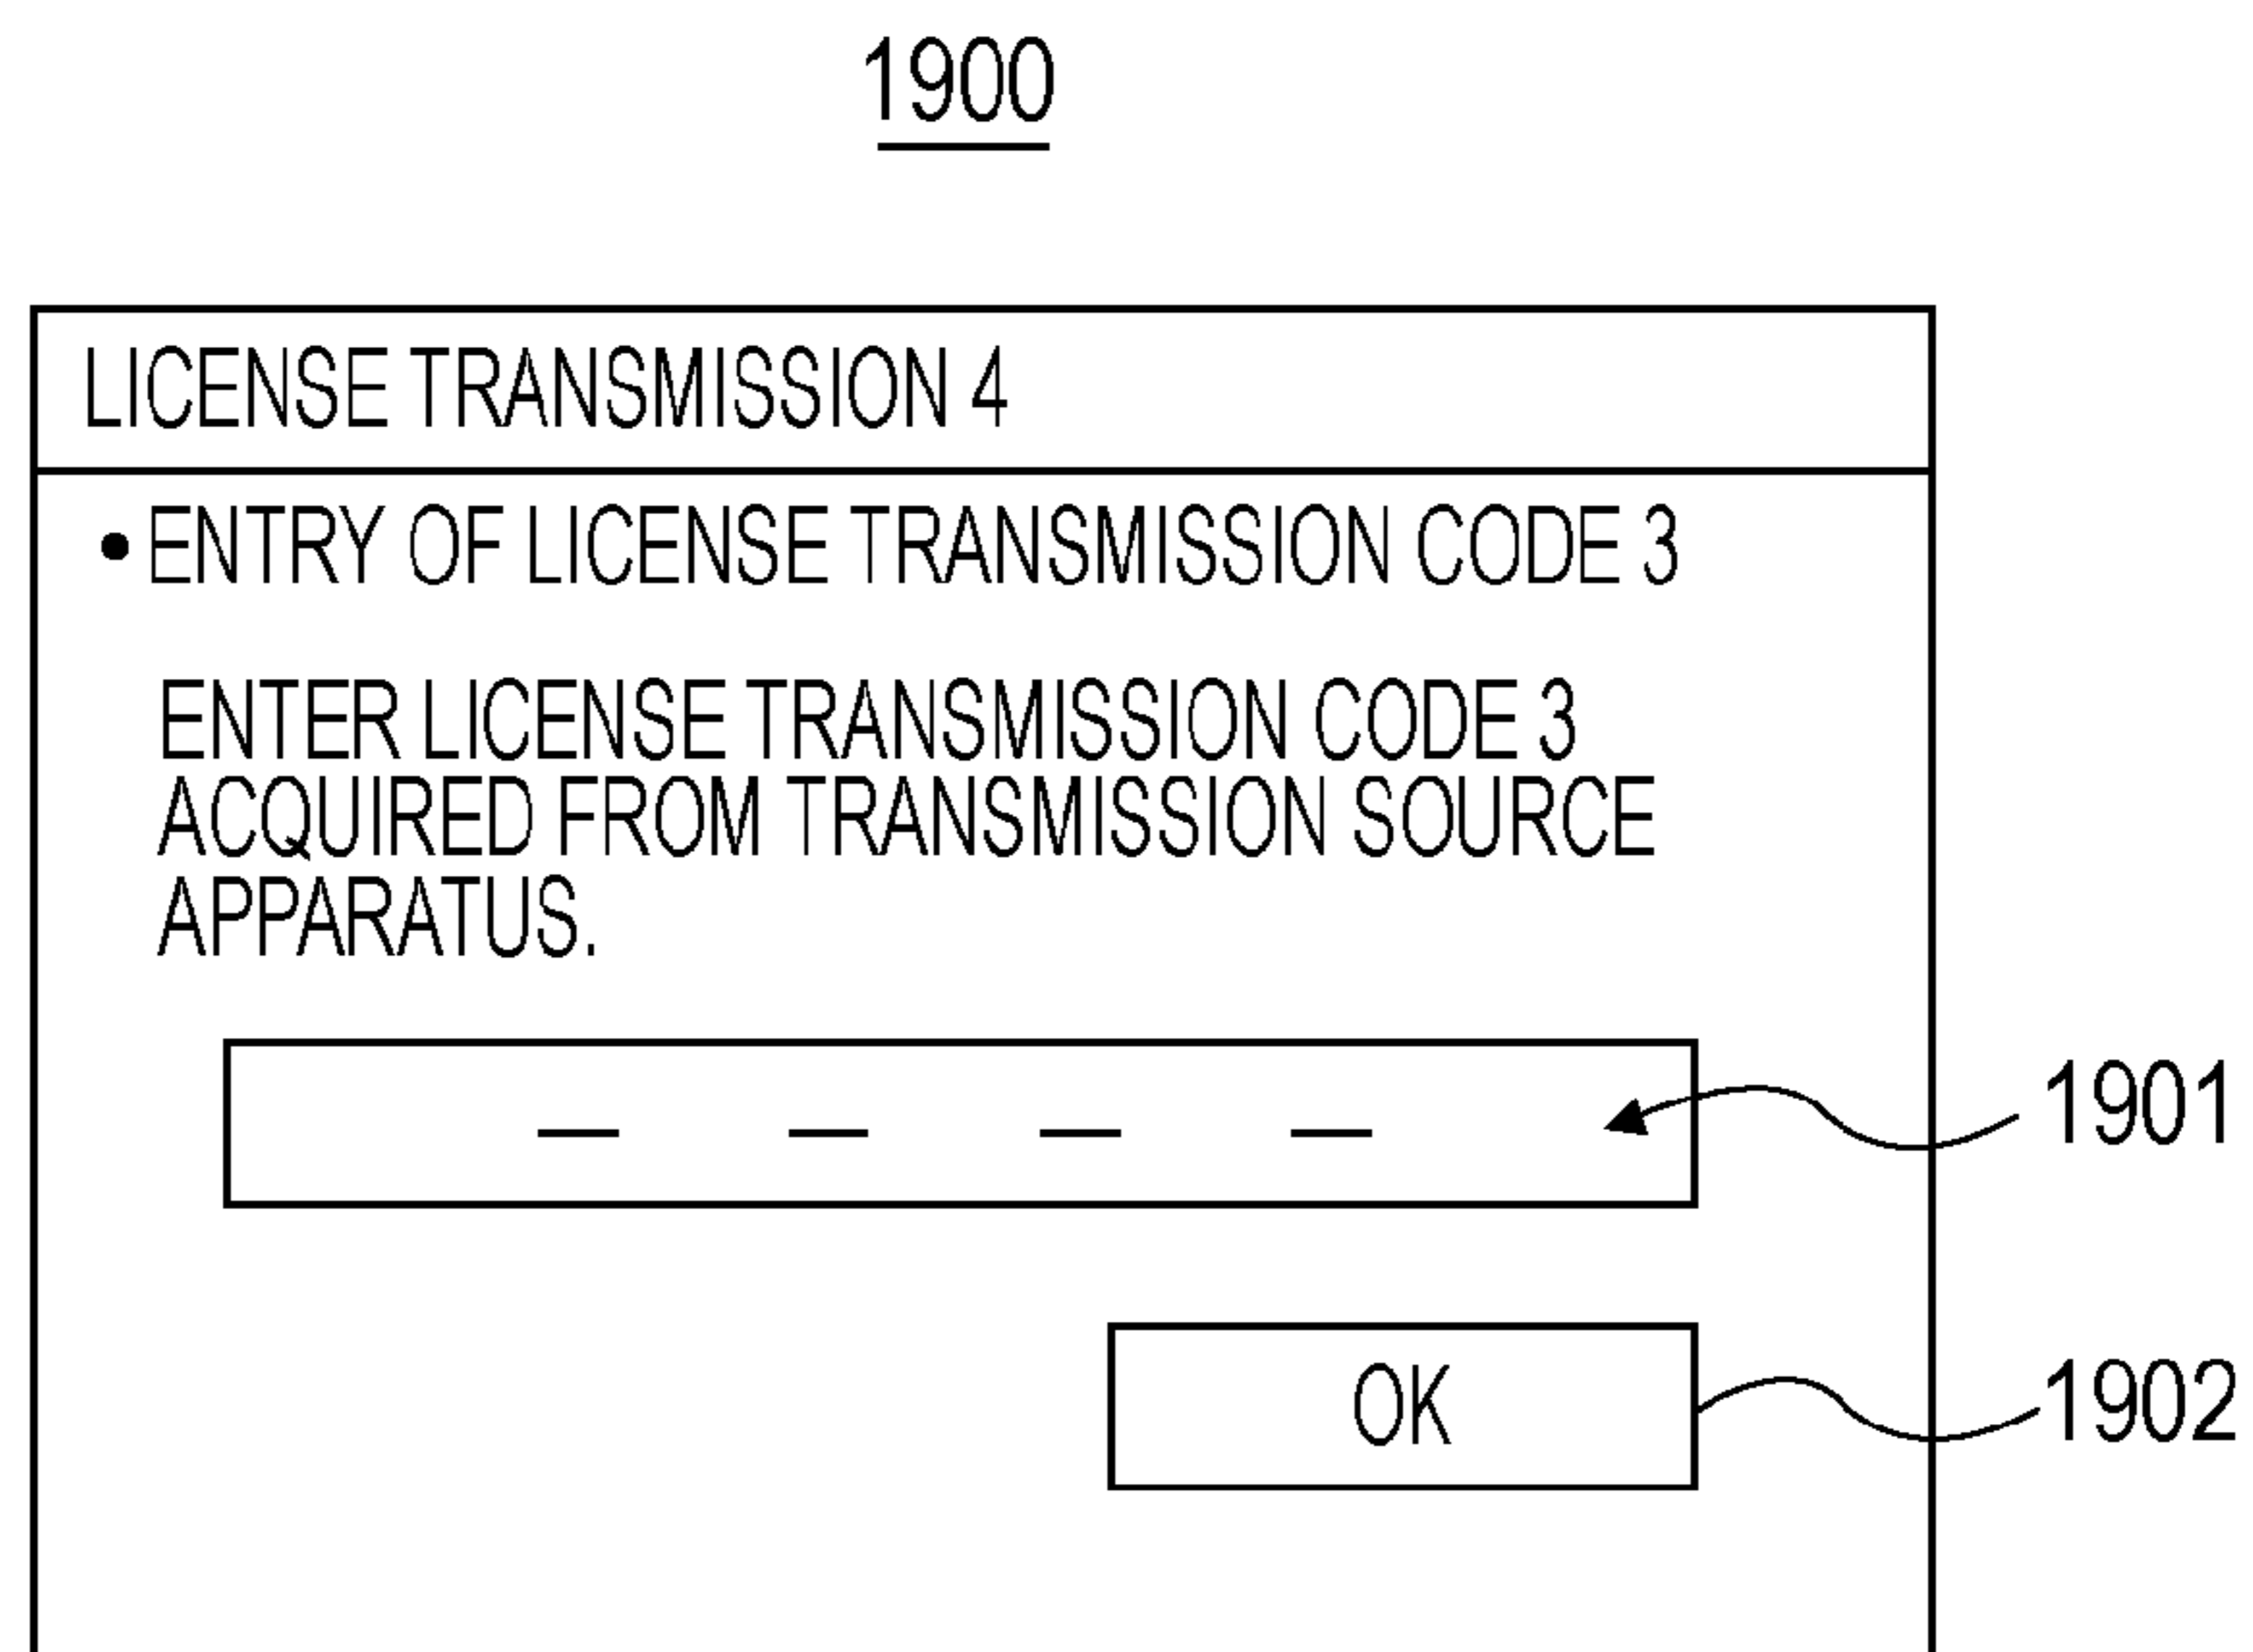 1900
LICENSE TRANSMISSION 4
• ENTRY OF LICENSE TRANSMISSION CODE 3
ENTER LICENSE TRANSMISSION CODE 3
ACQUIRED FROM TRANSMISSION SOURCE
APPARATUS.
— — — —
1901
OK
1902